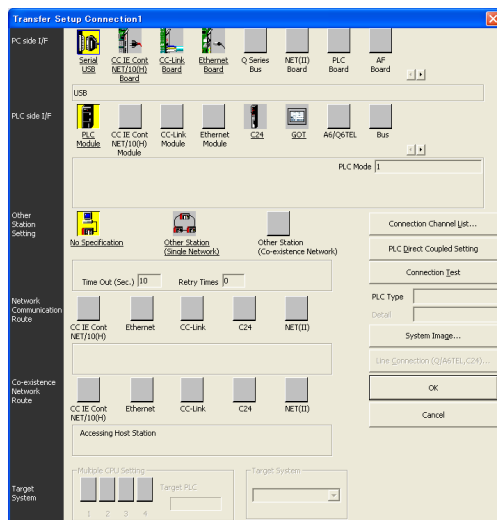 Transfer Setup Connection1
PC side I/F
Serial USB
CC IE Cont NET/10(H) Board
CC-Link Board
Ethernet Board
Q Series Bus
NET(II) Board
PLC Board
AF Board
USB
PLC side I/F
PLC Module
CC IE Cont NET/10(H) Module
CC-Link Module
Ethernet Module
C24
GOT
A6/Q6TEL
Bus
PLC Mode 1
Other Station Setting
No Specification
Other Station (Single Network)
Other Station (Co-existence Network)
Time Out (Sec.) 10
Retry Times 0
Connection Channel List...
PLC Direct Coupled Setting
Connection Test
PLC Type
Detail
System Image...
Line Connection (Q/A6TEL,C24)...
OK
Cancel
Network Communication Route
CC IE Cont NET/10(H)
Ethernet
CC-Link
C24
NET(II)
Co-existence Network Route
CC IE Cont NET/10(H)
Ethernet
CC-Link
C24
NET(II)
Accessing Host Station
Target System
Multiple CPU Setting
1 2 3 4
Target PLC
Target System